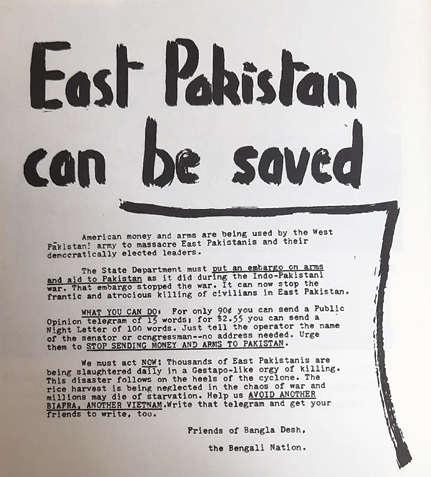 East Pakistan
can be saved
American money and arms are being used by the West
Pakistani army to massacre East Pakistanis and their
democratically elected leaders.
The State Department must put an embargo on arms
and aid to Pakistan as it did during the Indo-Pakistani
war. That embargo stopped the war. It can now stop the
frantic and atrocious killing of civilians in East Pakistan.
WHAT YOU CAN DO: For only 90¢ you can send a Public
Opinion telegram of 15 words; for $2.55 you can send a
Night Letter of 100 words. Just tell the operator the name
of the senator or congressman--no address needed. Urge
them to STOP SENDING MONEY AND ARMS TO PAKISTAN.
We must act NOW: Thousands of East Pakistanis are
being slaughtered daily in a Gestapo-like orgy of killing.
This disaster follows on the heels of the cyclone. The
rice harvest is being neglected in the chaos of war and
millions may die of starvation. Help us AVOID ANOTHER
BIAFRA, ANOTHER VIETNAM.Write that telegram and get your
friends to write, too.
Friends of Bangla Desh,
the Bengali Nation.